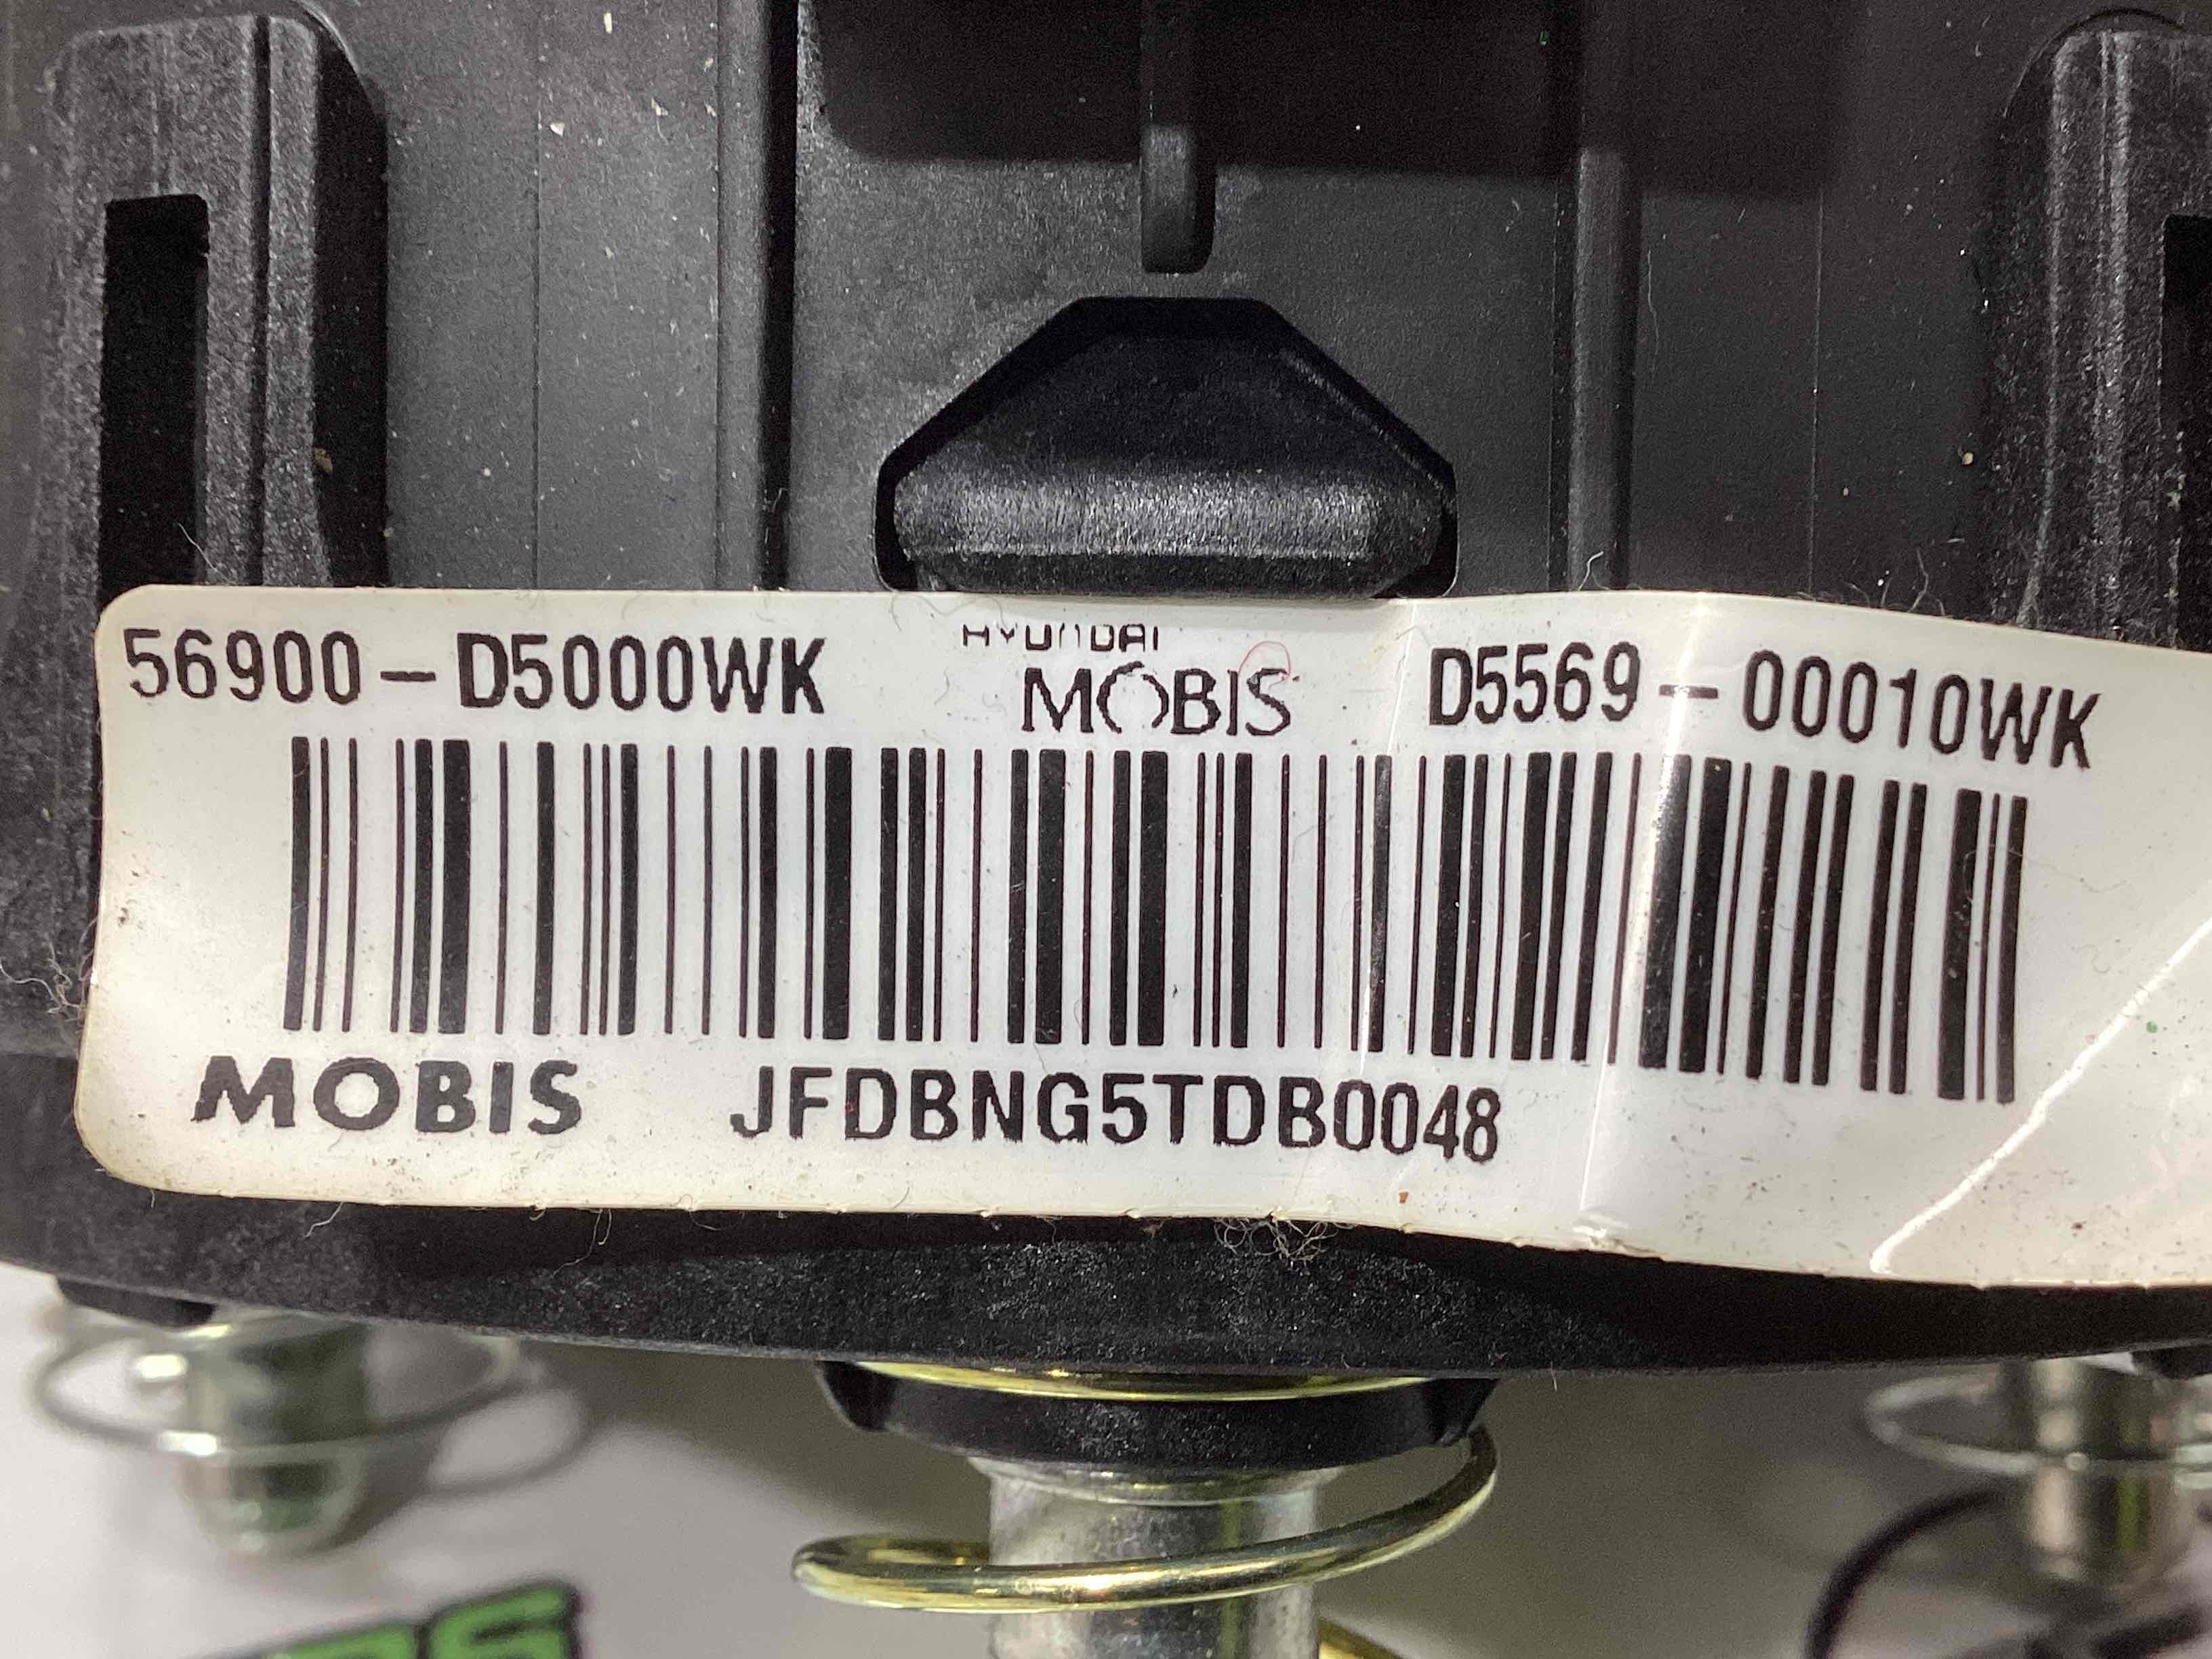 56900-D5000WK HYUNDAI MOBIS D5569-00010WK
MOBIS JFDBNG5TDB0048